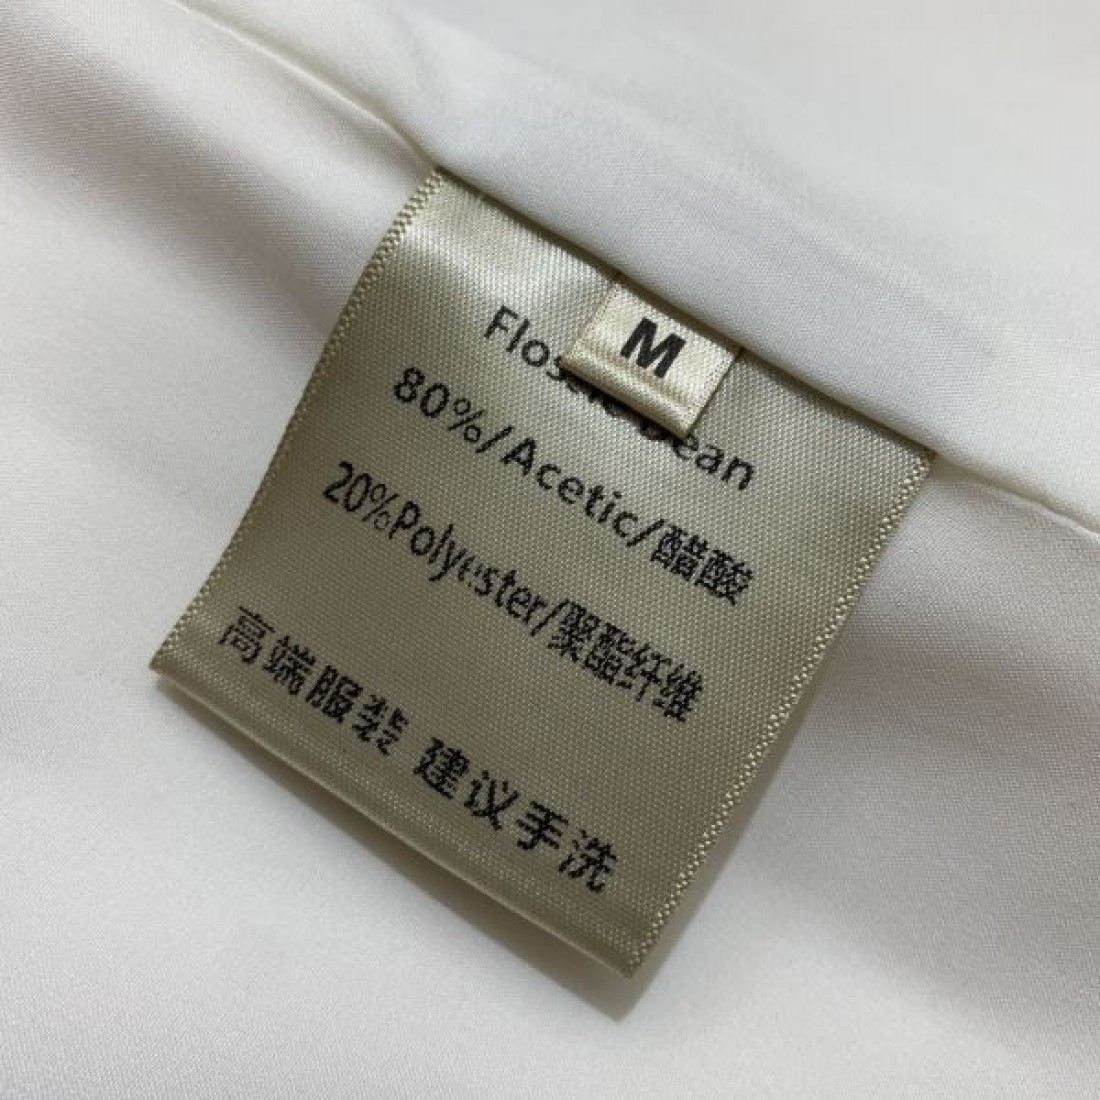 M
80%/Acetic/醋酸
20%Polyester/聚酯纤维
高端服装 建议手洗